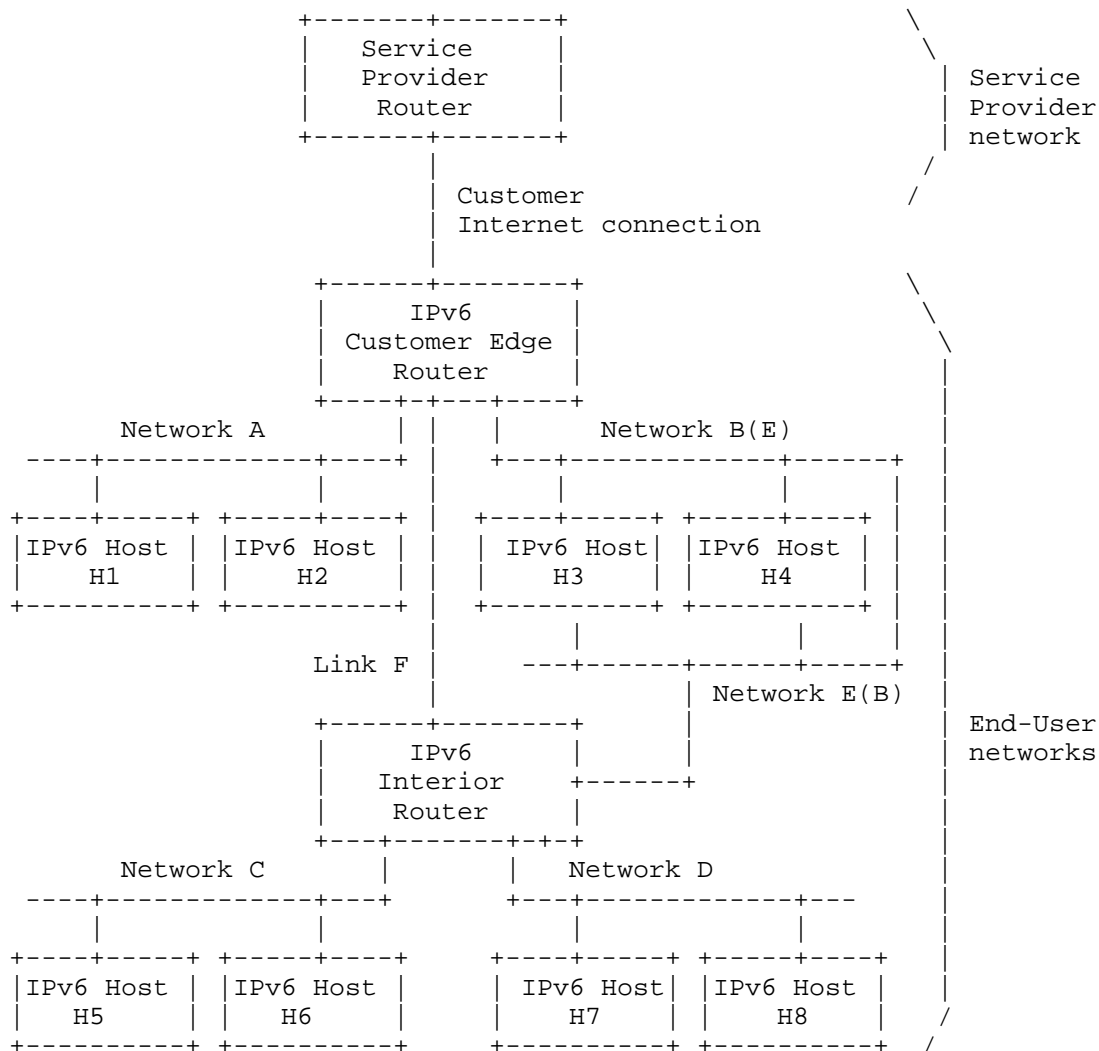 Service
Provider
Router
Service
Provider
network
Customer
Internet connection
IPv6
Customer Edge
Router
Network A
Network B(E)
IPv6 Host
H1
IPv6 Host
H2
IPv6 Host
H3
IPv6 Host
H4
Link F
Network E(B)
IPv6
Interior
Router
End-User
networks
Network C
Network D
IPv6 Host
H5
IPv6 Host
H6
IPv6 Host
H7
IPv6 Host
H8